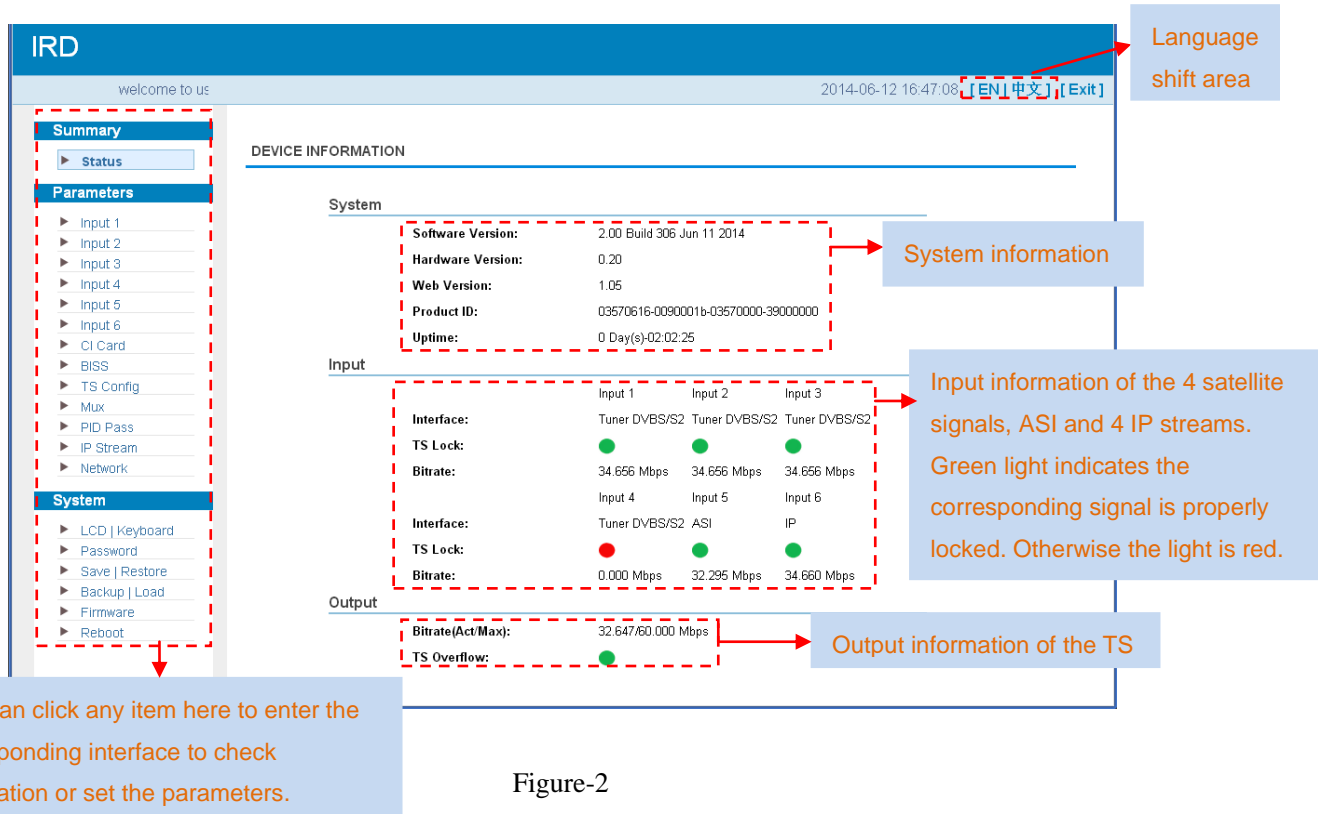 IRD
Language
shift area
welcome to us
2014-06-12 16:47:08 [ EN | 中文 ] [ Exit ]
Summary
Status
Parameters
Input 1
Input 2
Input 3
Input 4
Input 5
Input 6
CI Card
BISS
TS Config
Mux
PID Pass
IP Stream
Network
System
LCD | Keyboard
Password
Save | Restore
Backup | Load
Firmware
Reboot
DEVICE INFORMATION
System
Software Version: 2.00 Build 306 Jun 11 2014
Hardware Version: 0.20
Web Version: 1.05
Product ID: 03570616-0090001b-03570000-39000000
Uptime: 0 Day(s)-02:02:25
System information
Input
Input 1 Input 2 Input 3
Interface: Tuner DVBS/S2 Tuner DVBS/S2 Tuner DVBS/S2
TS Lock:
Bitrate: 34.656 Mbps 34.656 Mbps 34.656 Mbps
Input 4 Input 5 Input 6
Interface: Tuner DVBS/S2 ASI IP
TS Lock:
Bitrate: 0.000 Mbps 32.295 Mbps 34.660 Mbps
Input information of the 4 satellite
signals, ASI and 4 IP streams.
Green light indicates the
corresponding signal is properly
locked. Otherwise the light is red.
Output
Bitrate(Act/Max): 32.647/60.000 Mbps
TS Overflow:
Output information of the TS
an click any item here to enter the
ponding interface to check
ation or set the parameters.
Figure-2